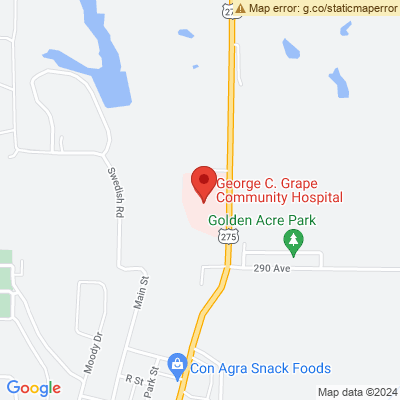 27
Map error: g.co/staticmaperror
Swedish Rd
George C. Grape
Community Hospital
Golden Acre Park
275
290 Ave
Main St
Moody Dr
Con Agra Snack Foods
R St
Park St
Google
Map data ©2024